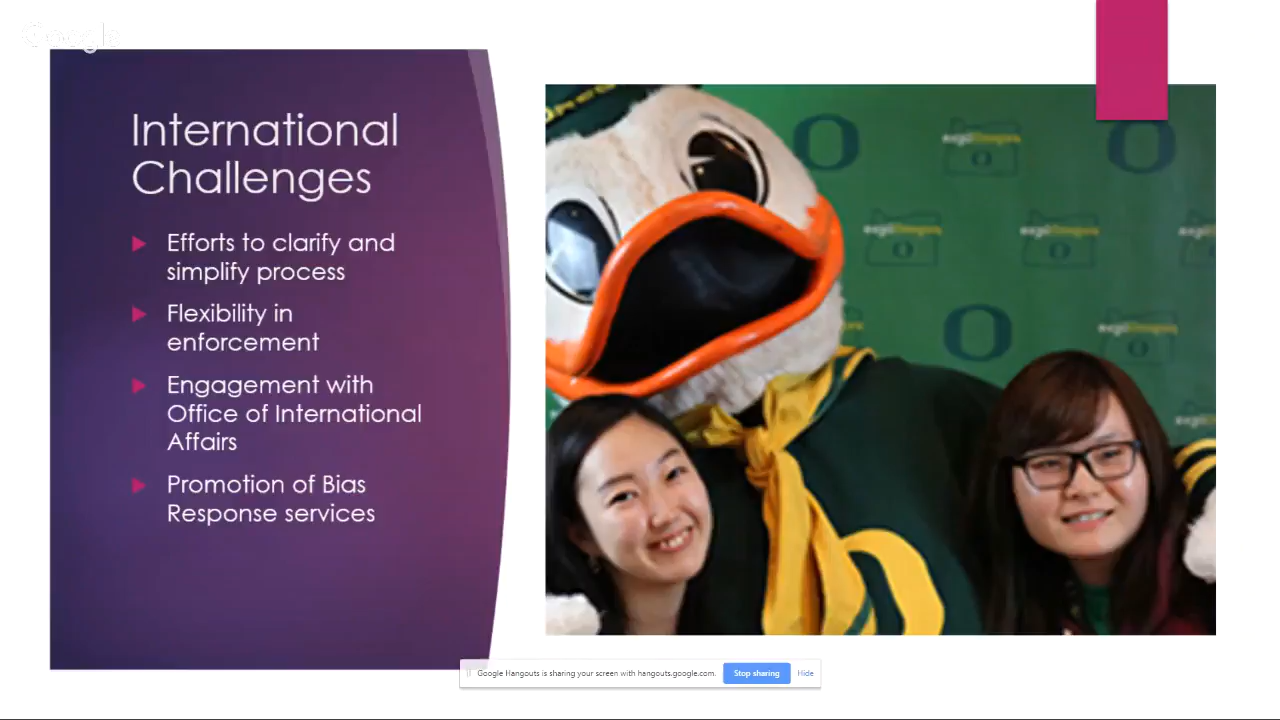 Google
International
Challenges
Efforts to clarify and
simplify process
Flexibility in
enforcement
Engagement with
Office of International
Affairs
Promotion of Bias
Response services
O
O
O
O
O
O
O
O
Google Hangouts is sharing your screen with hangouts.google.com.
Stop sharing
Hide